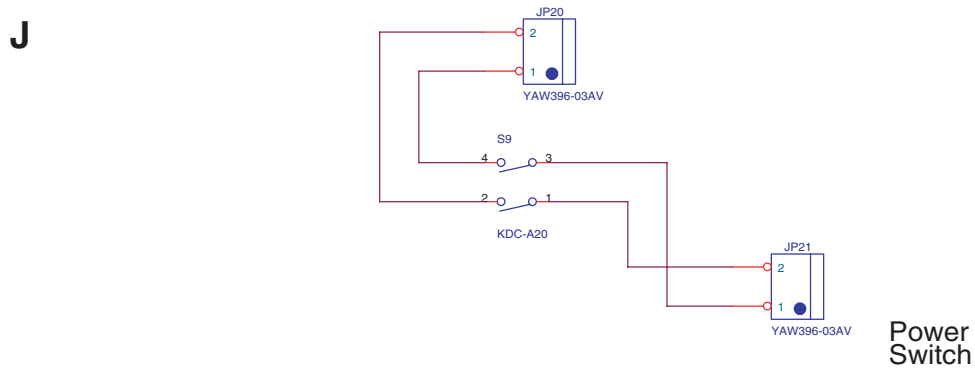 J
JP20
2
1
YAW396-03AV
S9
4 3
2 1
KDC-A20
JP21
2
1
YAW396-03AV
Power
Switch